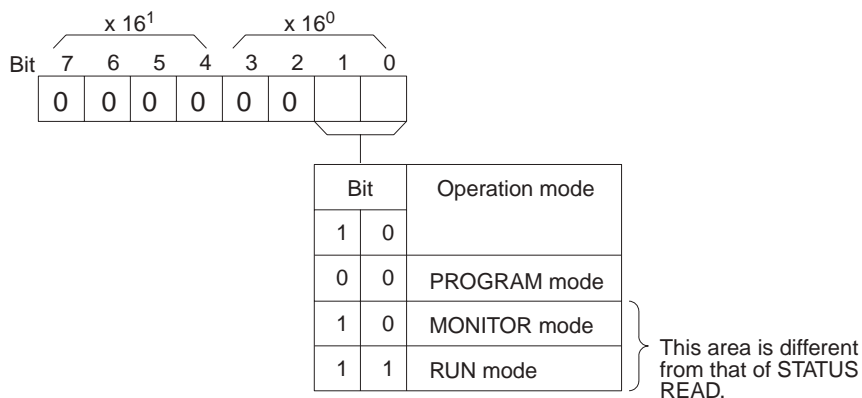 x 16¹ x 16⁰
Bit 7 6 5 4 3 2 1 0
0 0 0 0 0 0
Bit Operation mode
1 0
0 0 PROGRAM mode
1 0 MONITOR mode
1 1 RUN mode
This area is different
from that of STATUS
READ.